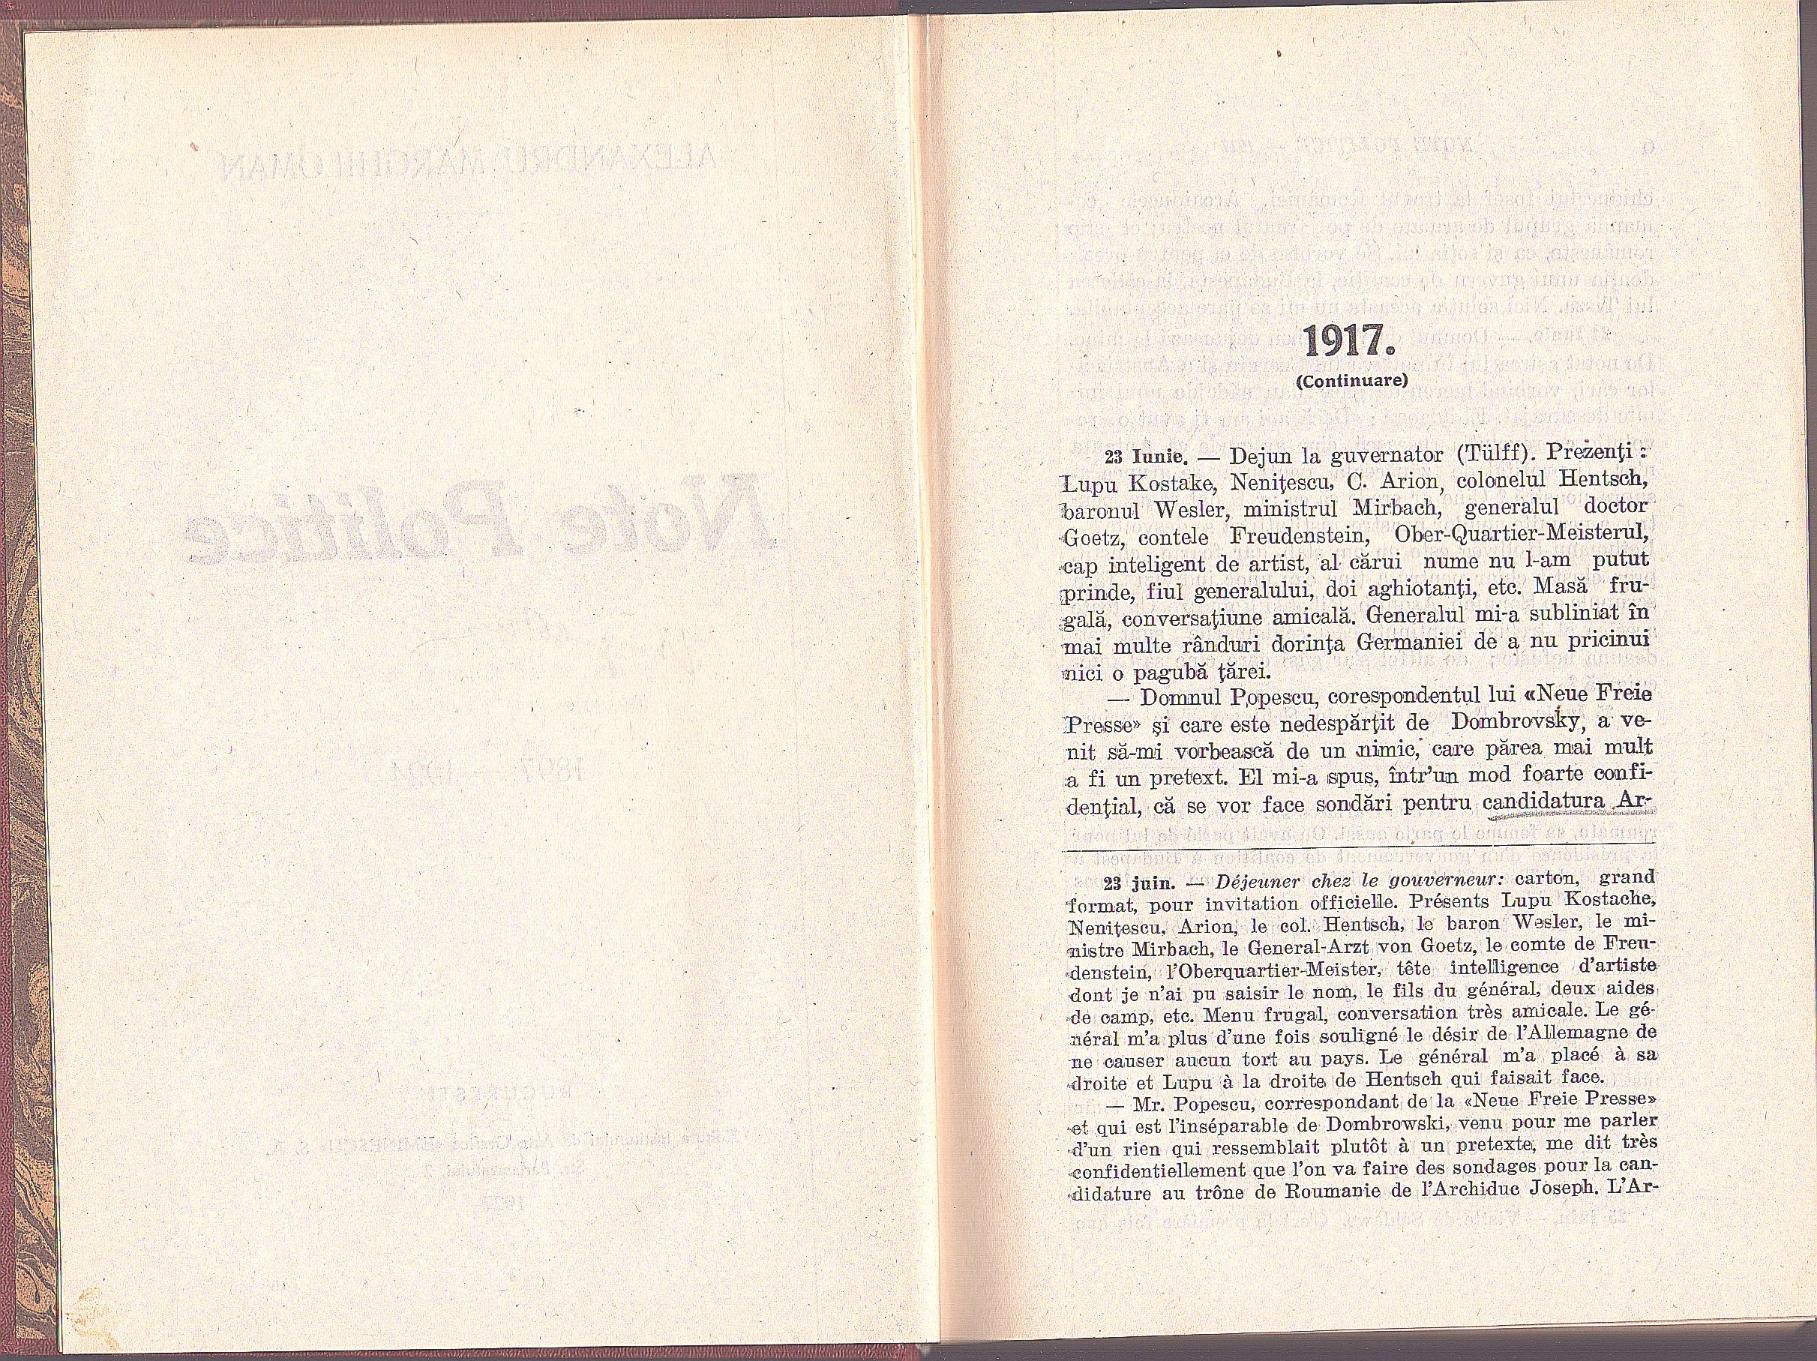 ALEXANDRU MARGHILOMAN
Note Politice
1897 — 1924
BUCUREŞTI
1917.
(Continuare)
23 Iunie. — Dejun la guvernator (Tülff). Prezenţi :
Lupu Kostake, Neniţescu, C. Arion, colonelul Hentsch,
baronul Wesler, ministrul Mirbach, generalul doctor
Goetz, contele Freudenstein, Ober-Quartier-Meisterul,
cap inteligent de artist, al cărui nume nu l-am putut
prinde, fiul generalului, doi aghiotanţi, etc. Masă fru-
gală, conversaţiune amicală. Generalul mi-a subliniat în
mai multe rânduri dorinţa Germaniei de a nu pricinui
nici o pagubă ţărei.
— Domnul Popescu, corespondentul lui «Neue Freie
Presse» şi care este nedespărţit de Dombrovsky, a ve-
nit să-mi vorbească de un nimic, care părea mai mult
a fi un pretext. El mi-a spus, într'un mod foarte confi-
denţial, că se vor face sondări pentru candidatura Ar-
23 juin. — Déjeuner chez le gouverneur: carton, grand
format, pour invitation officielle. Présents Lupu Kostache,
Neniţescu, Arion, le col. Hentsch, le baron Wesler, le mi-
nistre Mirbach, le General-Arzt von Goetz, le comte de Freu-
denstein, l'Oberquartier-Meister, tête intelligence d'artiste
dont je n'ai pu saisir le nom, le fils du général, deux aides
de camp, etc. Menu frugal, conversation très amicale. Le gé-
néral m'a plus d'une fois souligné le désir de l'Allemagne de
ne causer aucun tort au pays. Le général m'a placé à sa
droite et Lupu à la droite de Hentsch qui faisait face.
— Mr. Popescu, correspondant de la «Neue Freie Presse»
et qui est l'inséparable de Dombrowski, venu pour me parler
d'un rien qui ressemblait plutôt à un pretexte, me dit très
confidentiellement que l'on va faire des sondages pour la can-
didature au trône de Roumanie de l'Archiduc Joseph. L'Ar-